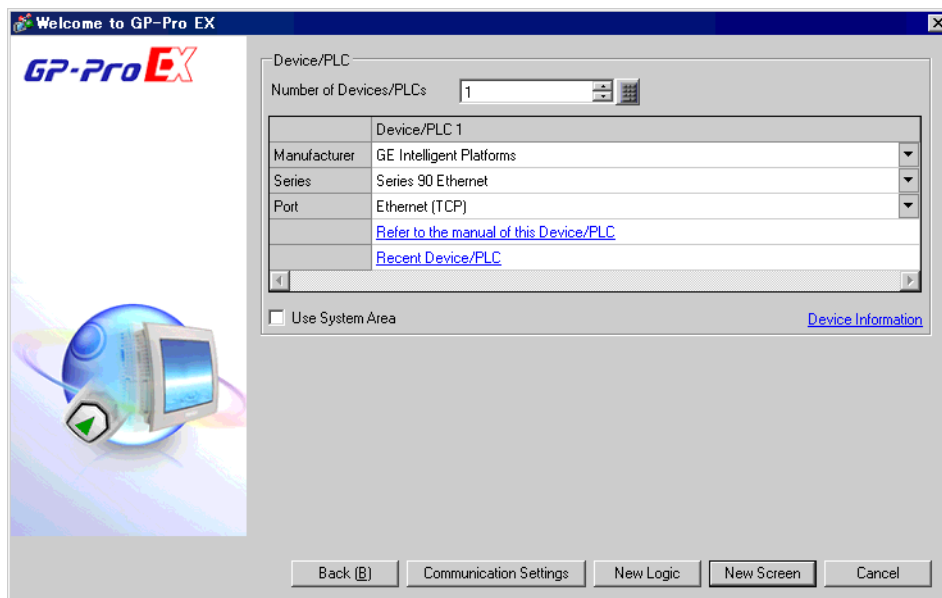 Welcome to GP-Pro EX
GP-Pro EX
Device/PLC
Number of Devices/PLCs 1
Device/PLC 1
Manufacturer GE Intelligent Platforms
Series Series 90 Ethernet
Port Ethernet (TCP)
Refer to the manual of this Device/PLC
Recent Device/PLC
Use System Area Device Information
Back (B) Communication Settings New Logic New Screen Cancel